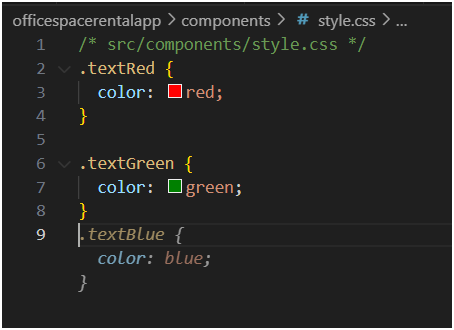 officespacerentalapp > components > # style.css > ...
1 /* src/components/style.css */
2 .textRed {
3 color: red;
4 }
5
6 .textGreen {
7 color: green;
8 }
9 .textBlue {
color: blue;
}